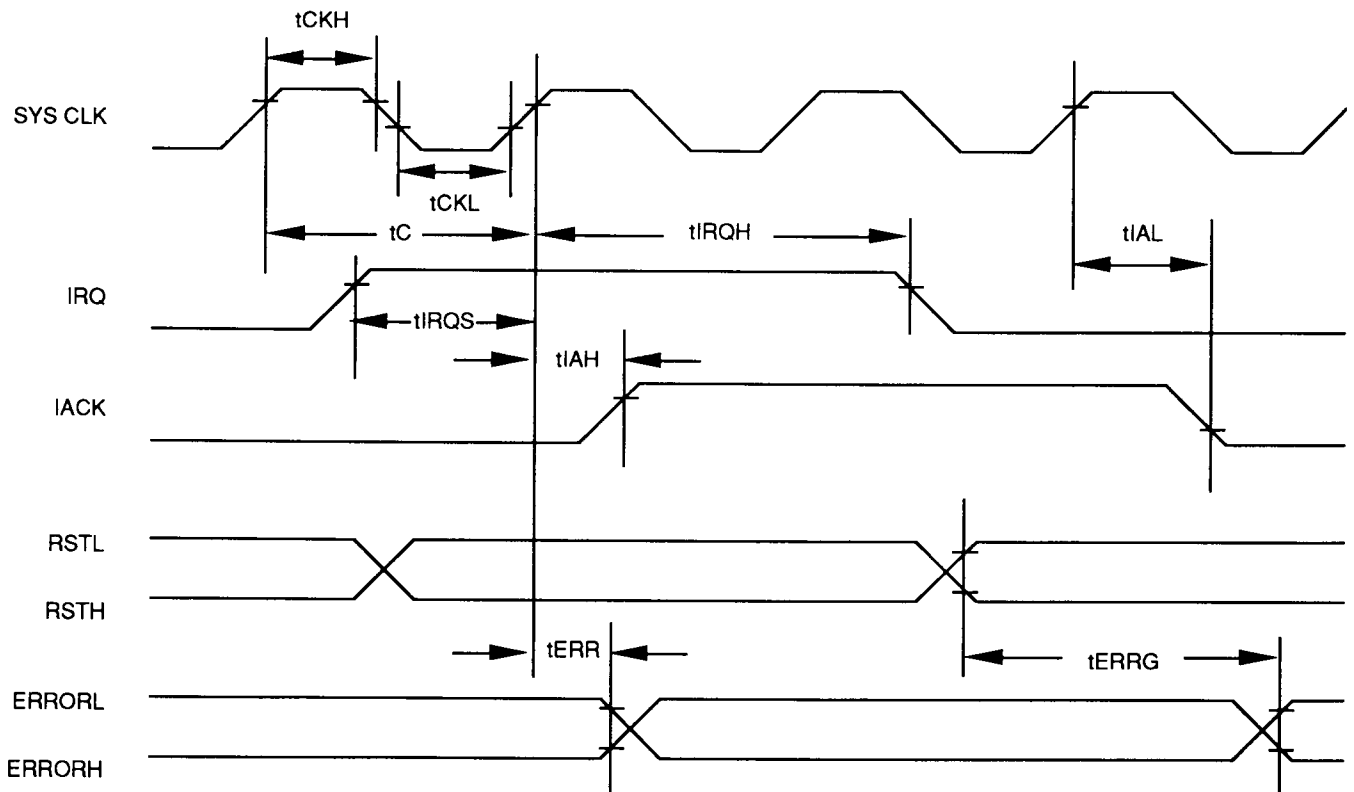 tCKH
SYS CLK
tCKL
tC
tIRQH
tIAL
IRQ
tIRQS
tIAH
IACK
RSTL
RSTH
tERR
tERRG
ERRORL
ERRORH